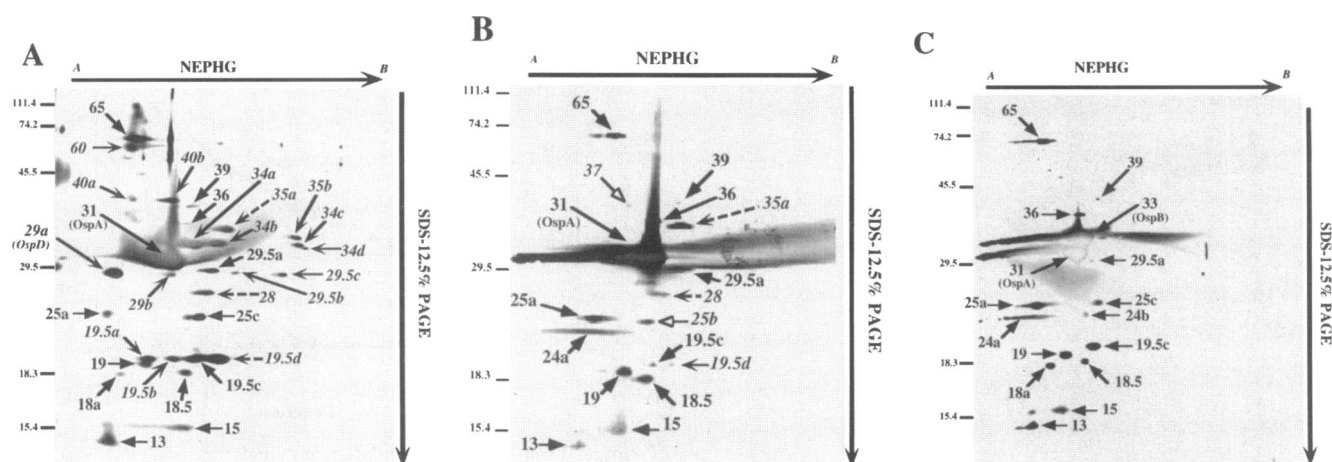 A
A NEPHG B
111.4
74.2
45.5
29.5
18.3
15.4
65
60
40a
40b
39
34a
36
35a
35b
34c
34b
34d
31
(OspA)
29a
(OspD)
29.5a
29.5c
29.5b
29b
28
25a
25c
19.5a
19
19.5d
19.5b
19.5c
18a
18.5
15
13
SDS-12.5% PAGE
B
A NEPHG B
111.4
74.2
45.5
29.5
18.3
15.4
65
37
39
36
35a
31
(OspA)
29.5a
28
25a
25b
24a
19.5c
19.5d
19
18.5
15
13
SDS-12.5% PAGE
C
A NEPHG B
111.4
74.2
45.5
29.5
18.3
15.4
65
39
36
33
(OspB)
31
(OspA)
29.5a
25a
25c
24b
24a
19.5c
19
18a
18.5
15
13
SDS-12.5% PAGE